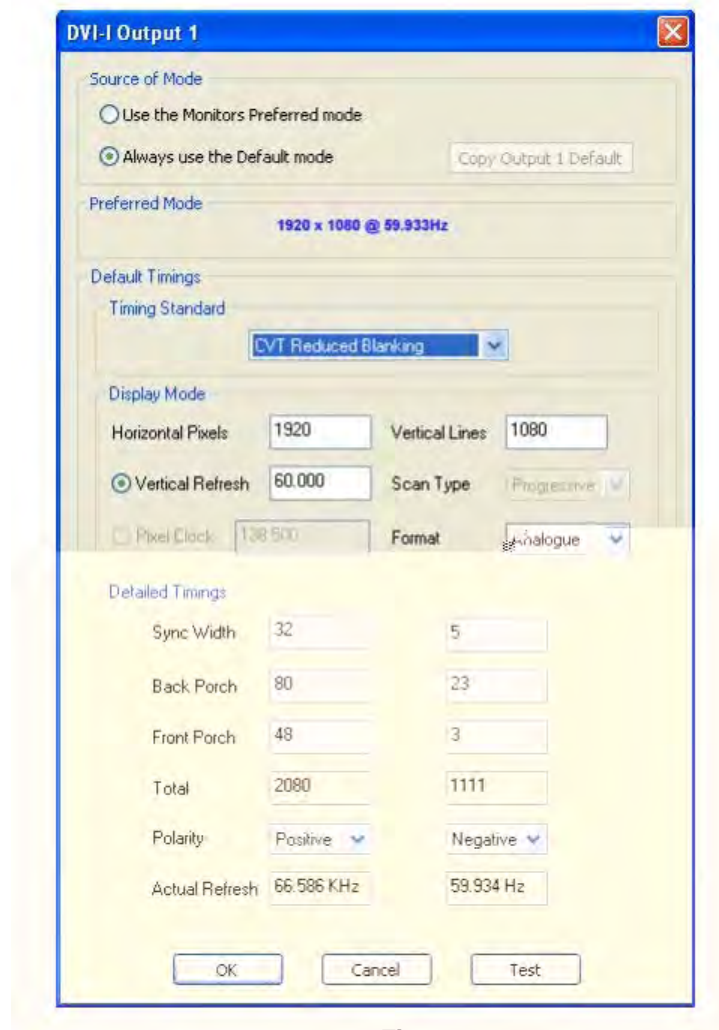 DVI-I Output 1
Source of Mode
Use the Monitors Preferred mode
Always use the Default mode
Copy Output 1 Default
Preferred Mode
1920 x 1080 @ 59.933Hz
Default Timings
Timing Standard
CVT Reduced Blanking
Display Mode
Horizontal Pixels 1920 Vertical Lines 1080
Vertical Refresh 60.000 Scan Type Progressive
Pixel Clock 138.500 Format Analogue
Detailed Timings
Sync Width 32 5
Back Porch 80 23
Front Porch 48 3
Total 2080 1111
Polarity Positive Negative
Actual Refresh 66.586 KHz 59.934 Hz
OK Cancel Test